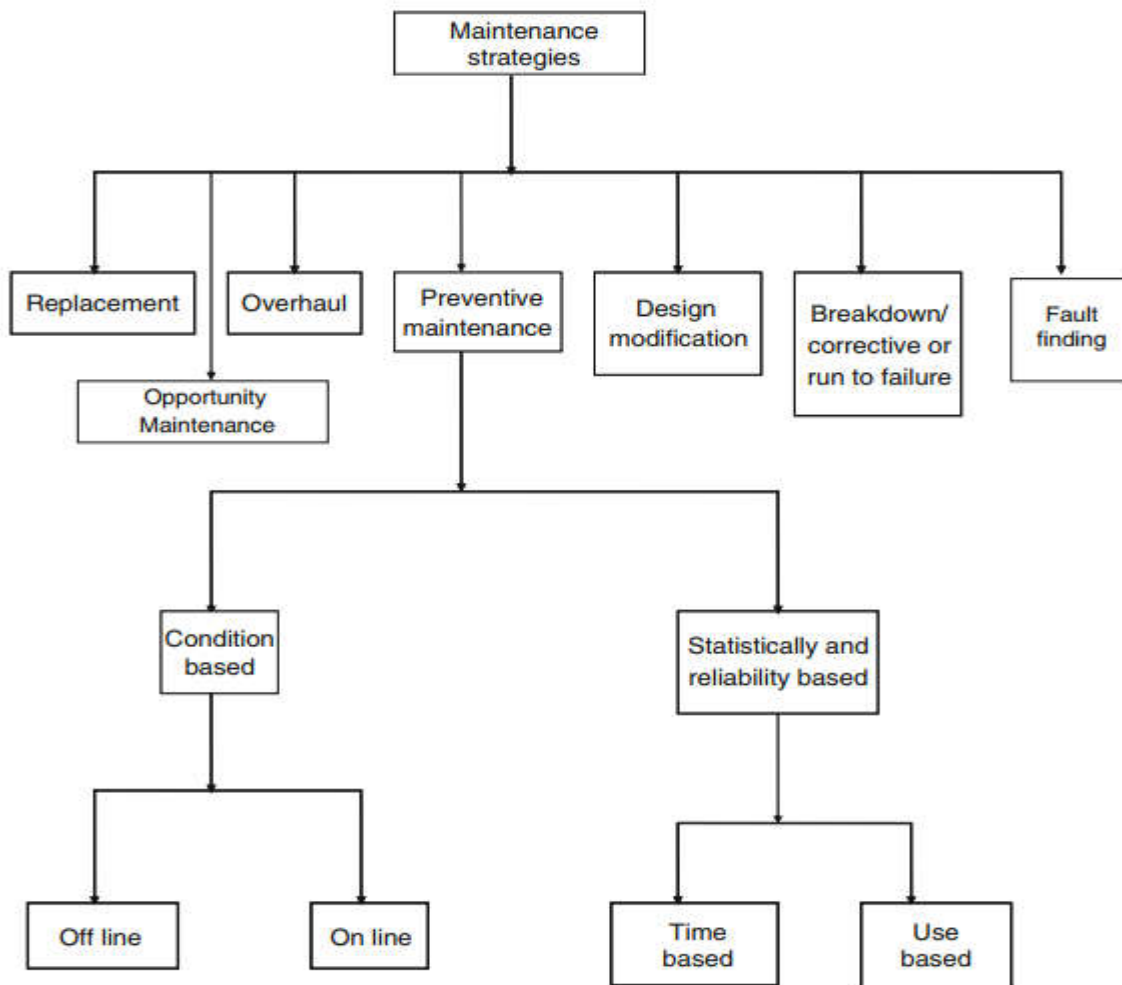 Maintenance
strategies
Replacement
Overhaul
Preventive
maintenance
Design
modification
Breakdown/
corrective or
run to failure
Fault
finding
Opportunity
Maintenance
Condition
based
Statistically and
reliability based
Off line
On line
Time
based
Use
based